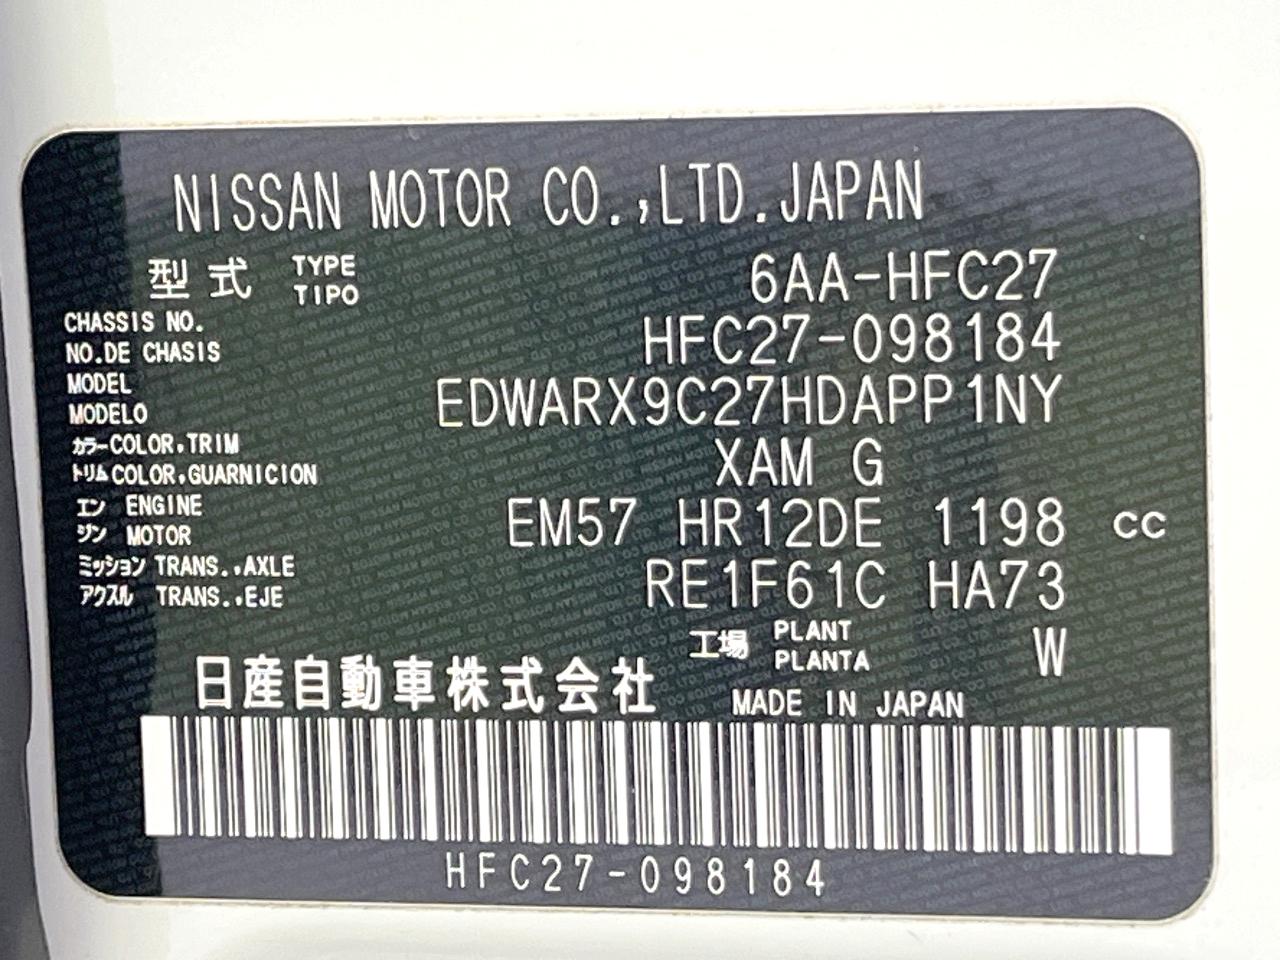 NISSAN MOTOR CO.,LTD.JAPAN
型式 TYPE TIPO 6AA-HFC27
CHASSIS NO. NO.DE CHASIS HFC27-098184
MODEL MODELO EDWARX9C27HDAPP1NY
カラー COLOR,TRIM トリム COLOR,GUARNICION XAM G
エンジン ENGINE MOTOR EM57 HR12DE 1198 CC
ミッション TRANS.,AXLE アクスル TRANS.,EJE RE1F61C HA73
工場 PLANT PLANTA W
日産自動車株式会社 MADE IN JAPAN
HFC27-098184